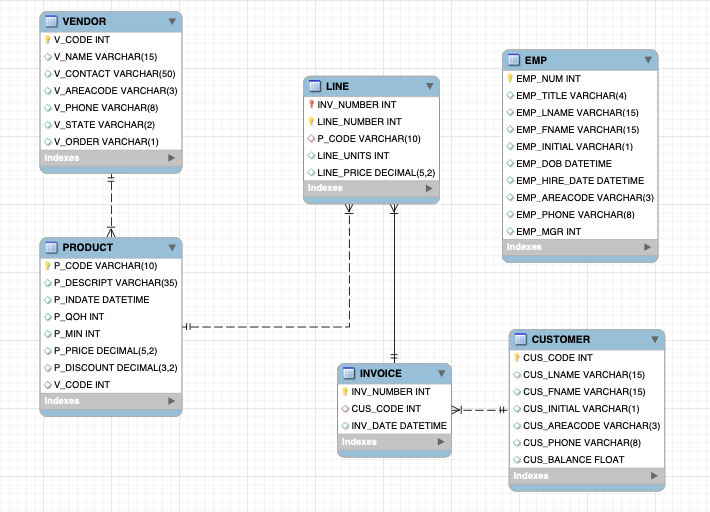 VENDOR
V_CODE INT
V_NAME VARCHAR(15)
V_CONTACT VARCHAR(50)
V_AREACODE VARCHAR(3)
V_PHONE VARCHAR(8)
V_STATE VARCHAR(2)
V_ORDER VARCHAR(1)
Indexes
PRODUCT
P_CODE VARCHAR(10)
P_DESCRIPT VARCHAR(35)
P_INDATE DATETIME
P_QOH INT
P_MIN INT
P_PRICE DECIMAL(5,2)
P_DISCOUNT DECIMAL(3,2)
V_CODE INT
Indexes
LINE
INV_NUMBER INT
LINE_NUMBER INT
P_CODE VARCHAR(10)
LINE_UNITS INT
LINE_PRICE DECIMAL(5,2)
Indexes
INVOICE
INV_NUMBER INT
CUS_CODE INT
INV_DATE DATETIME
Indexes
EMP
EMP_NUM INT
EMP_TITLE VARCHAR(4)
EMP_LNAME VARCHAR(15)
EMP_FNAME VARCHAR(15)
EMP_INITIAL VARCHAR(1)
EMP_DOB DATETIME
EMP_HIRE_DATE DATETIME
EMP_AREACODE VARCHAR(3)
EMP_PHONE VARCHAR(8)
EMP_MGR INT
Indexes
CUSTOMER
CUS_CODE INT
CUS_LNAME VARCHAR(15)
CUS_FNAME VARCHAR(15)
CUS_INITIAL VARCHAR(1)
CUS_AREACODE VARCHAR(3)
CUS_PHONE VARCHAR(8)
CUS_BALANCE FLOAT
Indexes